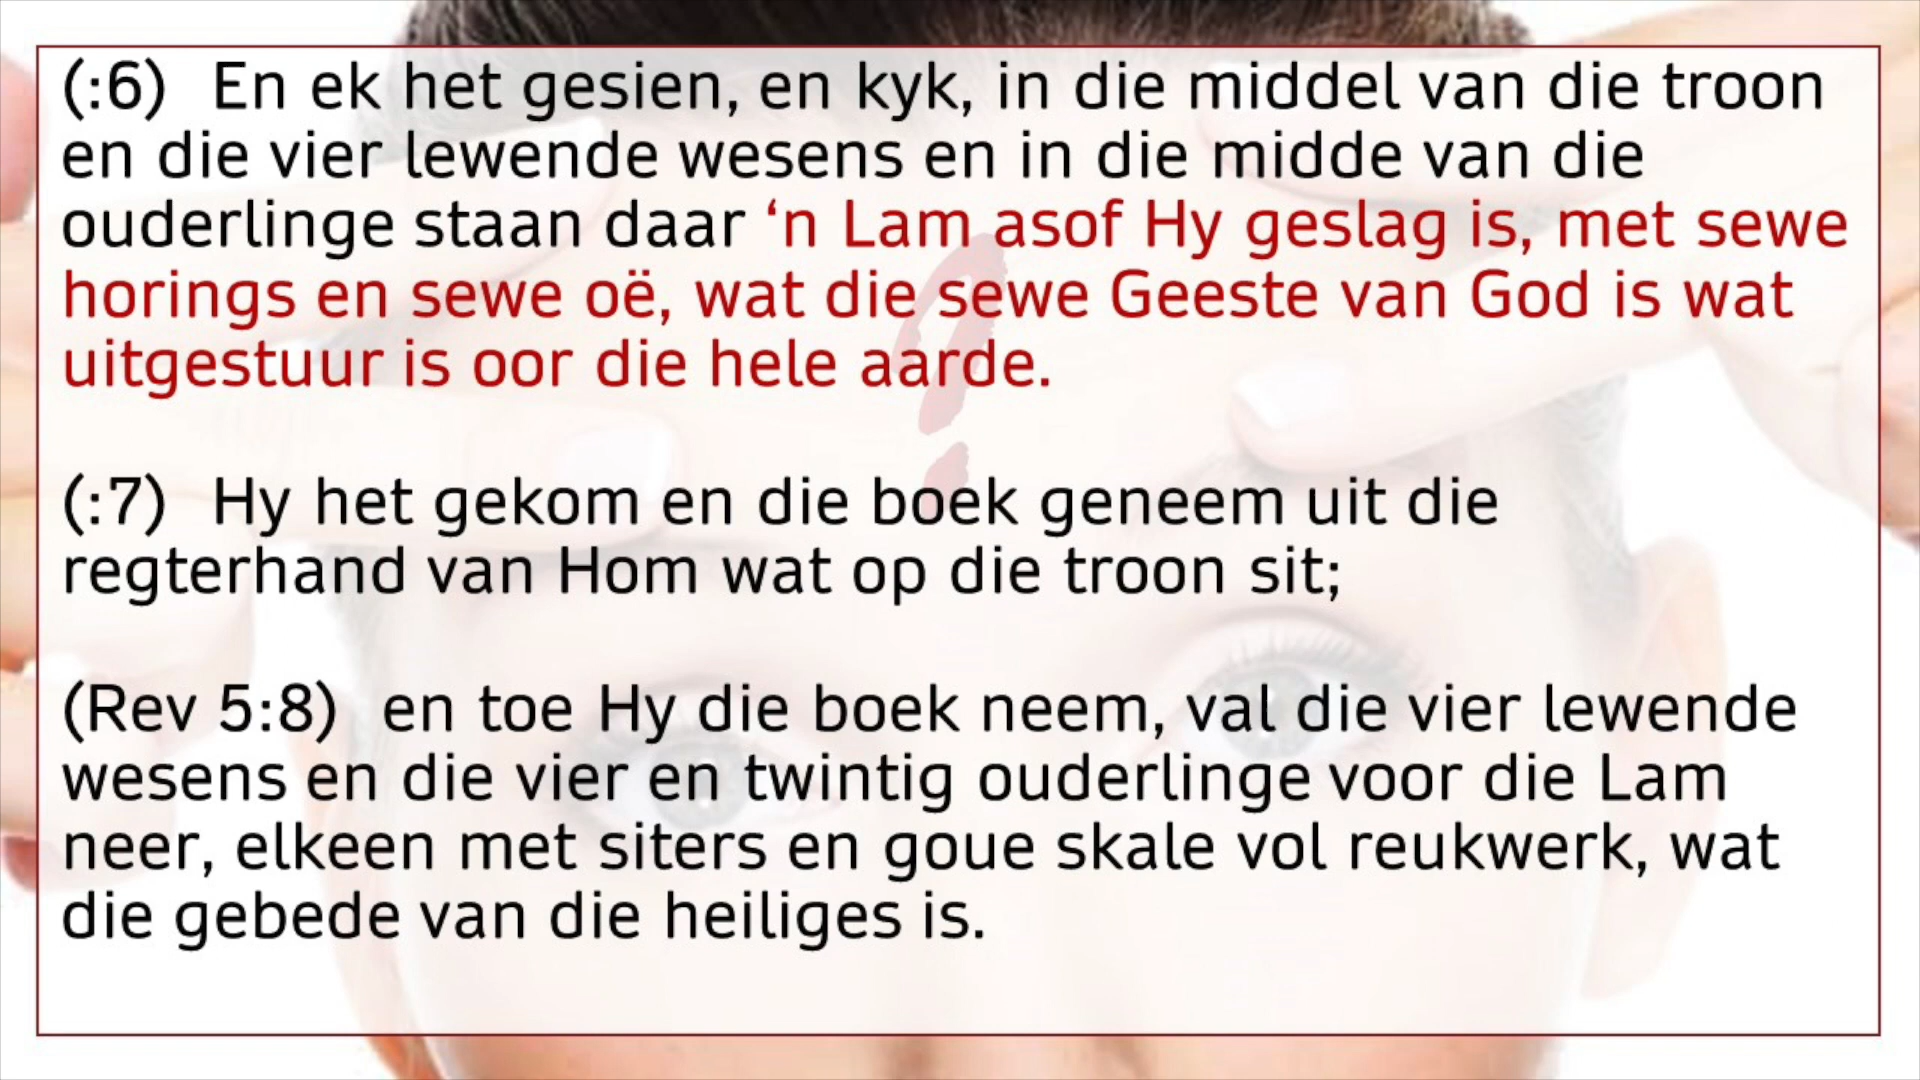 (:6) En ek het gesien, en kyk, in die middel van die troon
en die vier lewende wesens en in die midde van die
ouderlinge staan daar ‘n Lam asof Hy geslag is, met sewe
horings en sewe oë, wat die sewe Geeste van God is wat
uitgestuur is oor die hele aarde.
(:7) Hy het gekom en die boek geneem uit die
regterhand van Hom wat op die troon sit;
(Rev 5:8) en toe Hy die boek neem, val die vier lewende
wesens en die vier en twintig ouderlinge voor die Lam
neer, elkeen met siters en goue skale vol reukwerk, wat
die gebede van die heiliges is.